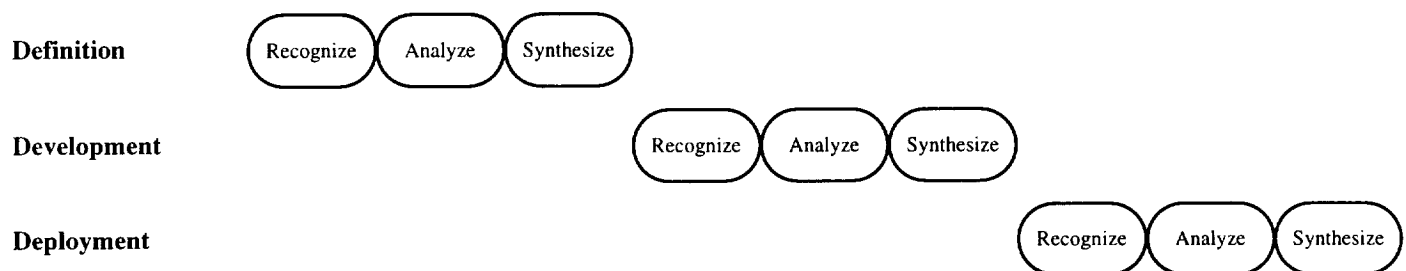 Definition Recognize Analyze Synthesize
Development Recognize Analyze Synthesize
Deployment Recognize Analyze Synthesize